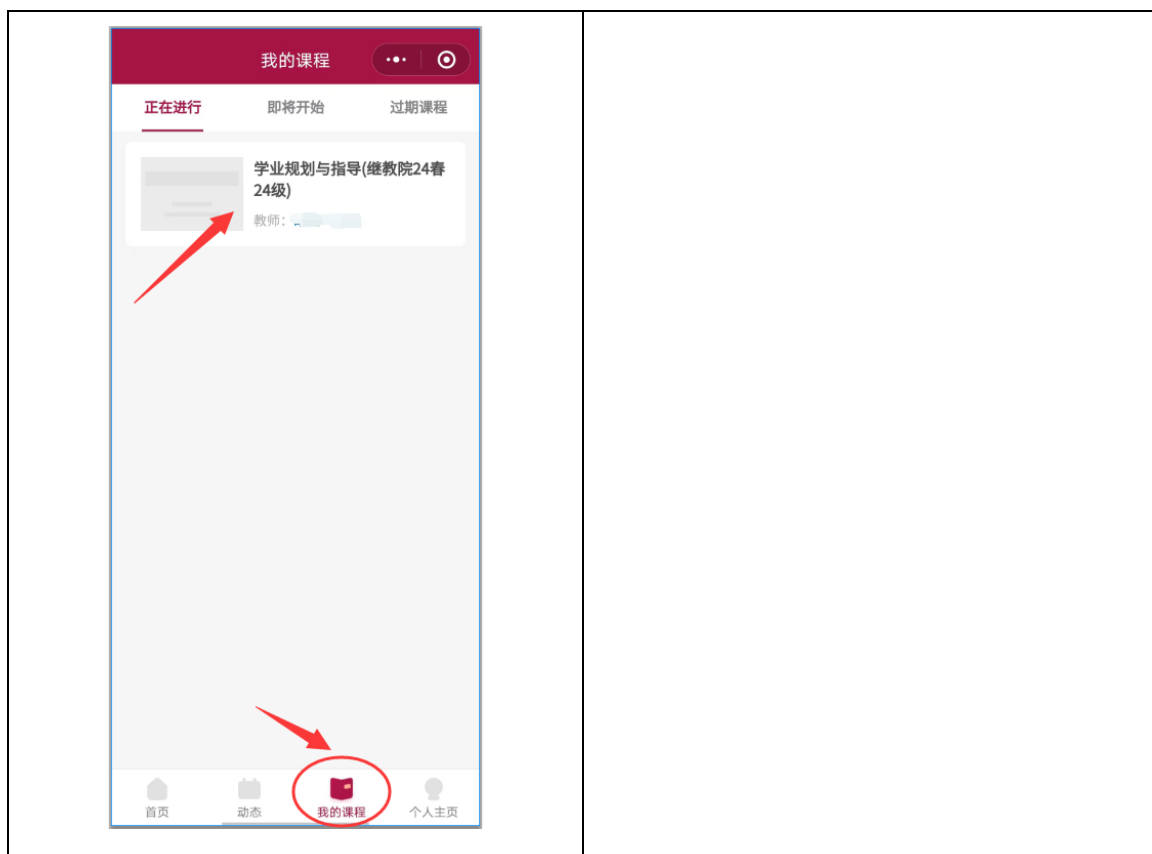 我的课程
正在进行 即将开始 过期课程
学业规划与指导(继教院24春
24级)
教师：
首页 动态 我的课程 个人主页